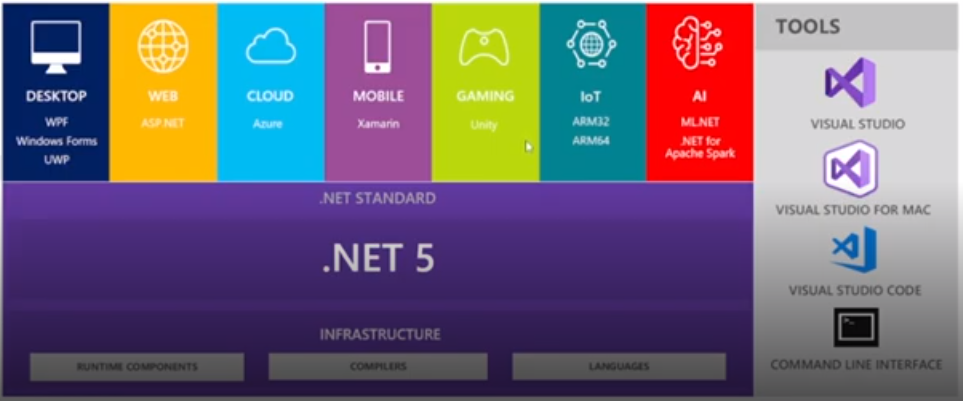 DESKTOP
WPF
Windows Forms
UWP
WEB
ASP.NET
CLOUD
Azure
MOBILE
Xamarin
GAMING
Unity
IoT
ARM32
ARM64
AI
ML.NET
.NET for
Apache Spark
.NET STANDARD
.NET 5
INFRASTRUCTURE
RUNTIME COMPONENTS
COMPILERS
LANGUAGES
TOOLS
VISUAL STUDIO
VISUAL STUDIO FOR MAC
VISUAL STUDIO CODE
COMMAND LINE INTERFACE